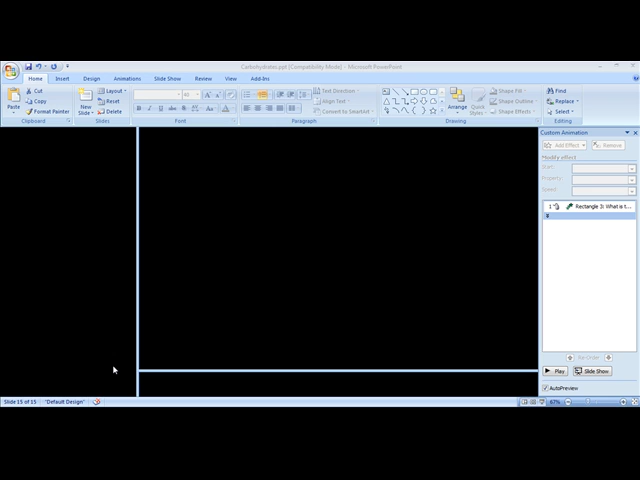 Carbohydrates.ppt [Compatibility Mode] - Microsoft PowerPoint
Home Insert Design Animations Slide Show Review View Add-Ins
Paste
Cut
Copy
Format Painter
Clipboard
New Slide
Layout
Reset
Delete
Slides
Font
Text Direction
Align Text
Convert to SmartArt
Paragraph
Arrange
Quick Styles
Shape Fill
Shape Outline
Shape Effects
Drawing
Find
Replace
Select
Editing
Custom Animation
Add Effect Remove
Modify effect
Start:
Property:
Speed:
1 Rectangle 3: What is t...
Re-Order
Play Slide Show
AutoPreview
Slide 15 of 15 "Default Design" 67%